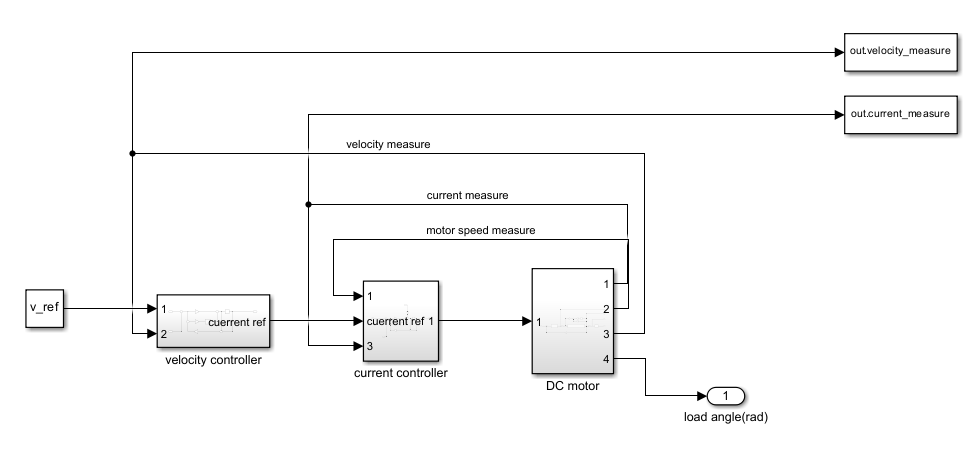 out.velocity_measure
out.current_measure
velocity measure
current measure
motor speed measure
v_ref
1
2
cuerrent ref
velocity controller
1
cuerrent ref
3
1
current controller
1
1
2
3
4
DC motor
1
load angle(rad)